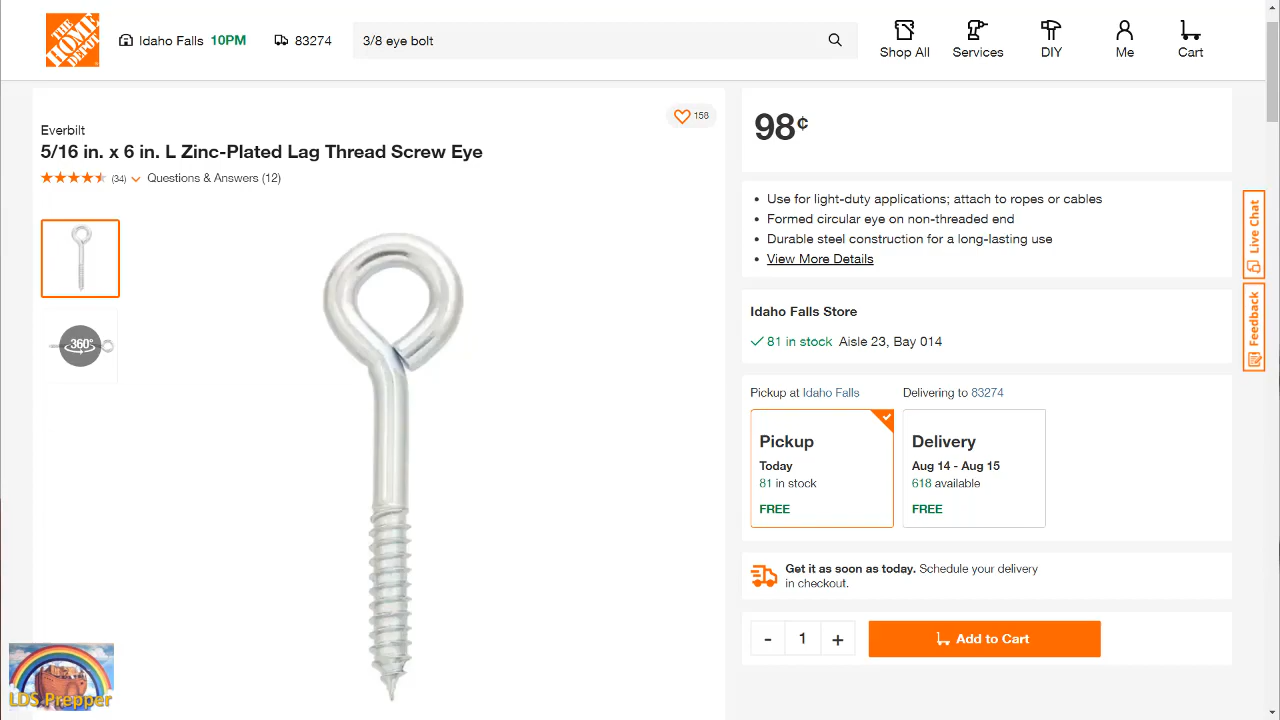 THE HOME DEPOT
Idaho Falls 10PM
83274
3/8 eye bolt
Shop All
Services
DIY
Me
Cart
Everbilt
5/16 in. x 6 in. L Zinc-Plated Lag Thread Screw Eye
(34)
Questions & Answers (12)
158
360°
98¢
• Use for light-duty applications; attach to ropes or cables
• Formed circular eye on non-threaded end
• Durable steel construction for a long-lasting use
• View More Details
Idaho Falls Store
81 in stock Aisle 23, Bay 014
Pickup at Idaho Falls
Delivering to 83274
Pickup
Today
81 in stock
FREE
Delivery
Aug 14 - Aug 15
618 available
FREE
Get it as soon as today. Schedule your delivery
in checkout.
- 1 +
Add to Cart
Live Chat
Feedback
LDS Prepper